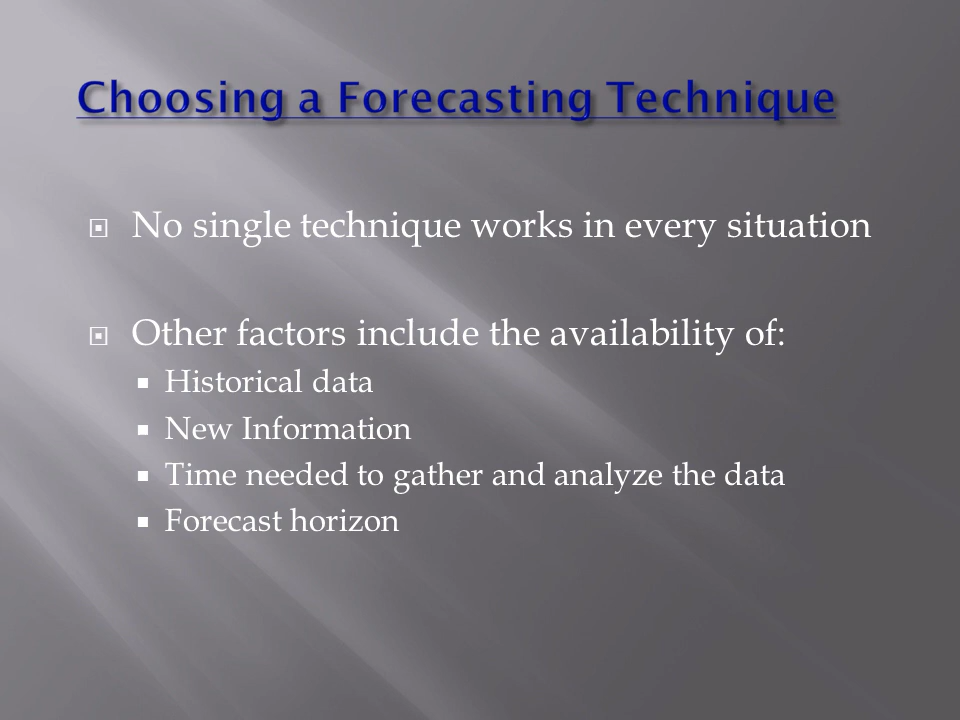 Choosing a Forecasting Technique
No single technique works in every situation
Other factors include the availability of:
Historical data
New Information
Time needed to gather and analyze the data
Forecast horizon